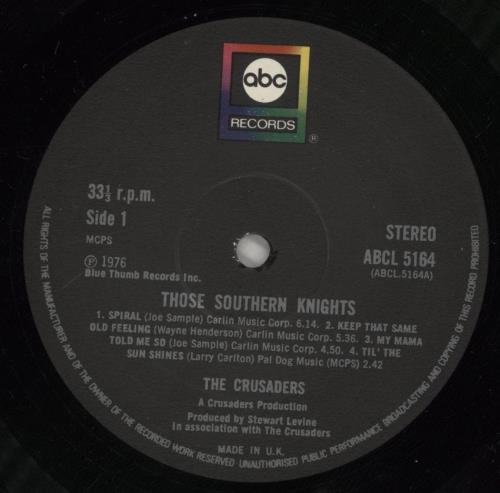 abc
RECORDS
®
33⅓ r.p.m.
Side 1
MCPS
℗ 1976
Blue Thumb Records Inc.
STEREO
ABCL 5164
(ABCL.5164A)
THOSE SOUTHERN KNIGHTS
1. SPIRAL (Joe Sample) Carlin Music Corp. 6.14. 2. KEEP THAT SAME
OLD FEELING (Wayne Henderson) Carlin Music Corp. 5.36. 3. MY MAMA
TOLD ME SO (Joe Sample) Carlin Music Corp. 4.50. 4. TIL' THE
SUN SHINES (Larry Carlton) Pal Dog Music (MCPS) 2.42
THE CRUSADERS
A Crusaders Production
Produced by Stewart Levine
In association with The Crusaders
MADE IN U.K.
ALL RIGHTS OF THE MANUFACTURER AND OF THE OWNER OF THE RECORDED WORK RESERVED UNAUTHORISED PUBLIC PERFORMANCE BROADCASTING AND COPYING OF THIS RECORD PROHIBITED